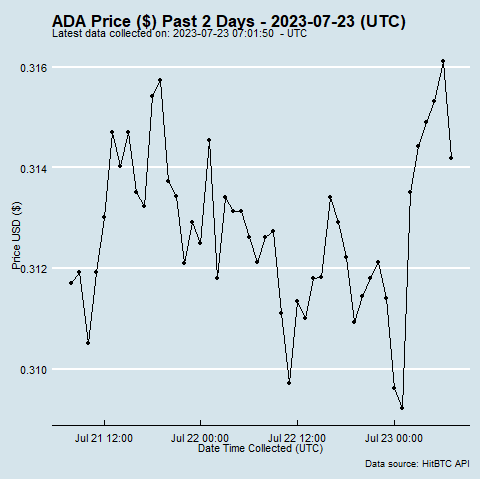 ADA Price ($) Past 2 Days - 2023-07-23 (UTC)
Latest data collected on: 2023-07-23 07:01:50 - UTC
0.316
0.314
0.312
0.310
Price USD ($)
Jul 21 12:00 Jul 22 00:00 Jul 22 12:00 Jul 23 00:00
Date Time Collected (UTC)
Data source: HitBTC API